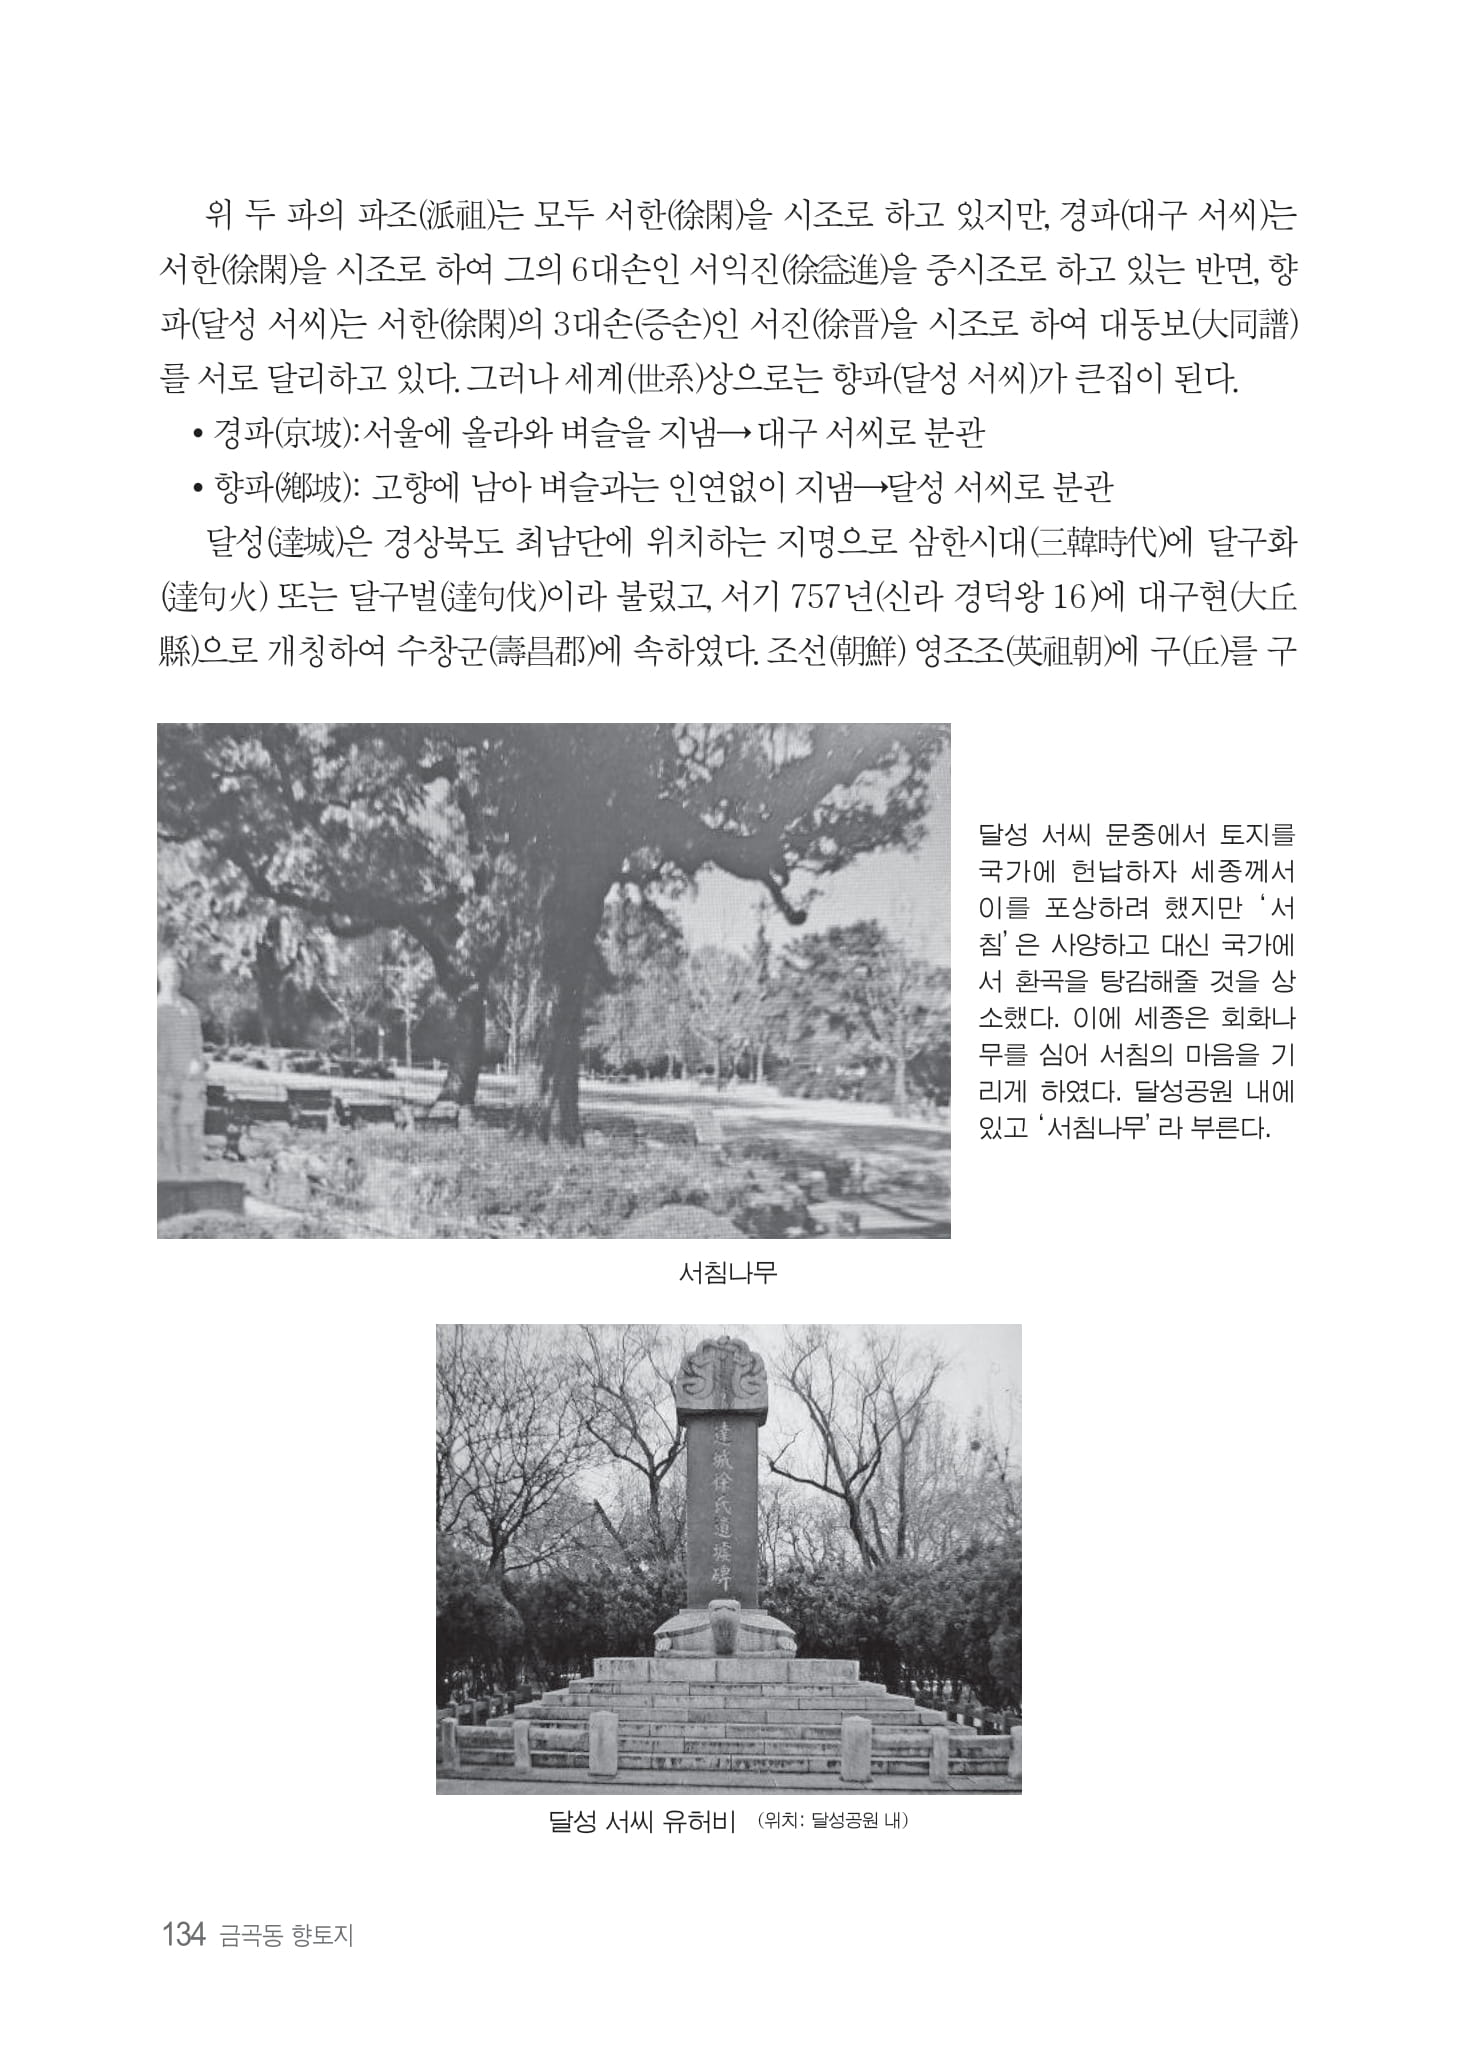 위 두 파의 파조(派祖)는 모두 서한(徐閑)을 시조로 하고 있지만, 경파(대구 서씨)는
서한(徐閑)을 시조로 하여 그의 6대손인 서익진(徐益進)을 중시조로 하고 있는 반면, 향
파(달성 서씨)는 서한(徐閑)의 3대손(증손)인 서진(徐晋)을 시조로 하여 대동보(大同譜)
를 서로 달리하고 있다. 그러나 세계(世系)상으로는 향파(달성 서씨)가 큰집이 된다.
• 경파(京坡):서울에 올라와 벼슬을 지냄→대구 서씨로 분관
• 향파(鄕坡): 고향에 남아 벼슬과는 인연없이 지냄→달성 서씨로 분관
달성(達城)은 경상북도 최남단에 위치하는 지명으로 삼한시대(三韓時代)에 달구화
(達句火) 또는 달구벌(達句伐)이라 불렀고, 서기 757년(신라 경덕왕 16)에 대구현(大丘
縣)으로 개칭하여 수창군(壽昌郡)에 속하였다. 조선(朝鮮) 영조조(英祖朝)에 구(丘)를 구
달성 서씨 문중에서 토지를
국가에 헌납하자 세종께서
이를 포상하려 했지만 ‘서
침’은 사양하고 대신 국가에
서 환곡을 탕감해줄 것을 상
소했다. 이에 세종은 회화나
무를 심어 서침의 마음을 기
리게 하였다. 달성공원 내에
있고 ‘서침나무’라 부른다.
서침나무
達城徐氏遺墟碑
달성 서씨 유허비 (위치: 달성공원 내)
134 금곡동 향토지